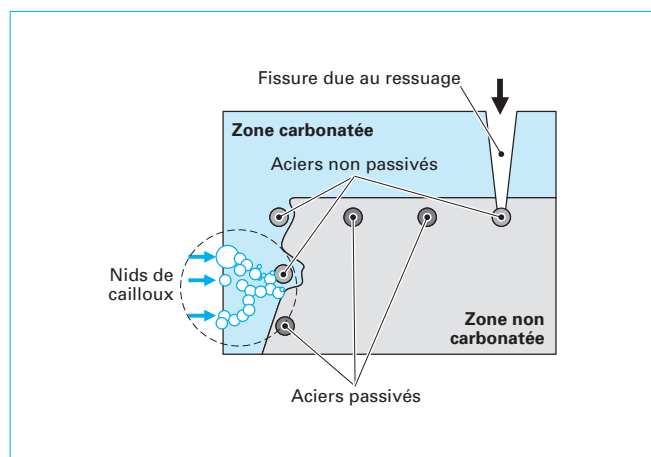 Fissure due au ressuage
Zone carbonatée
Aciers non passivés
Nids de
cailloux
Zone non
carbonatée
Aciers passivés